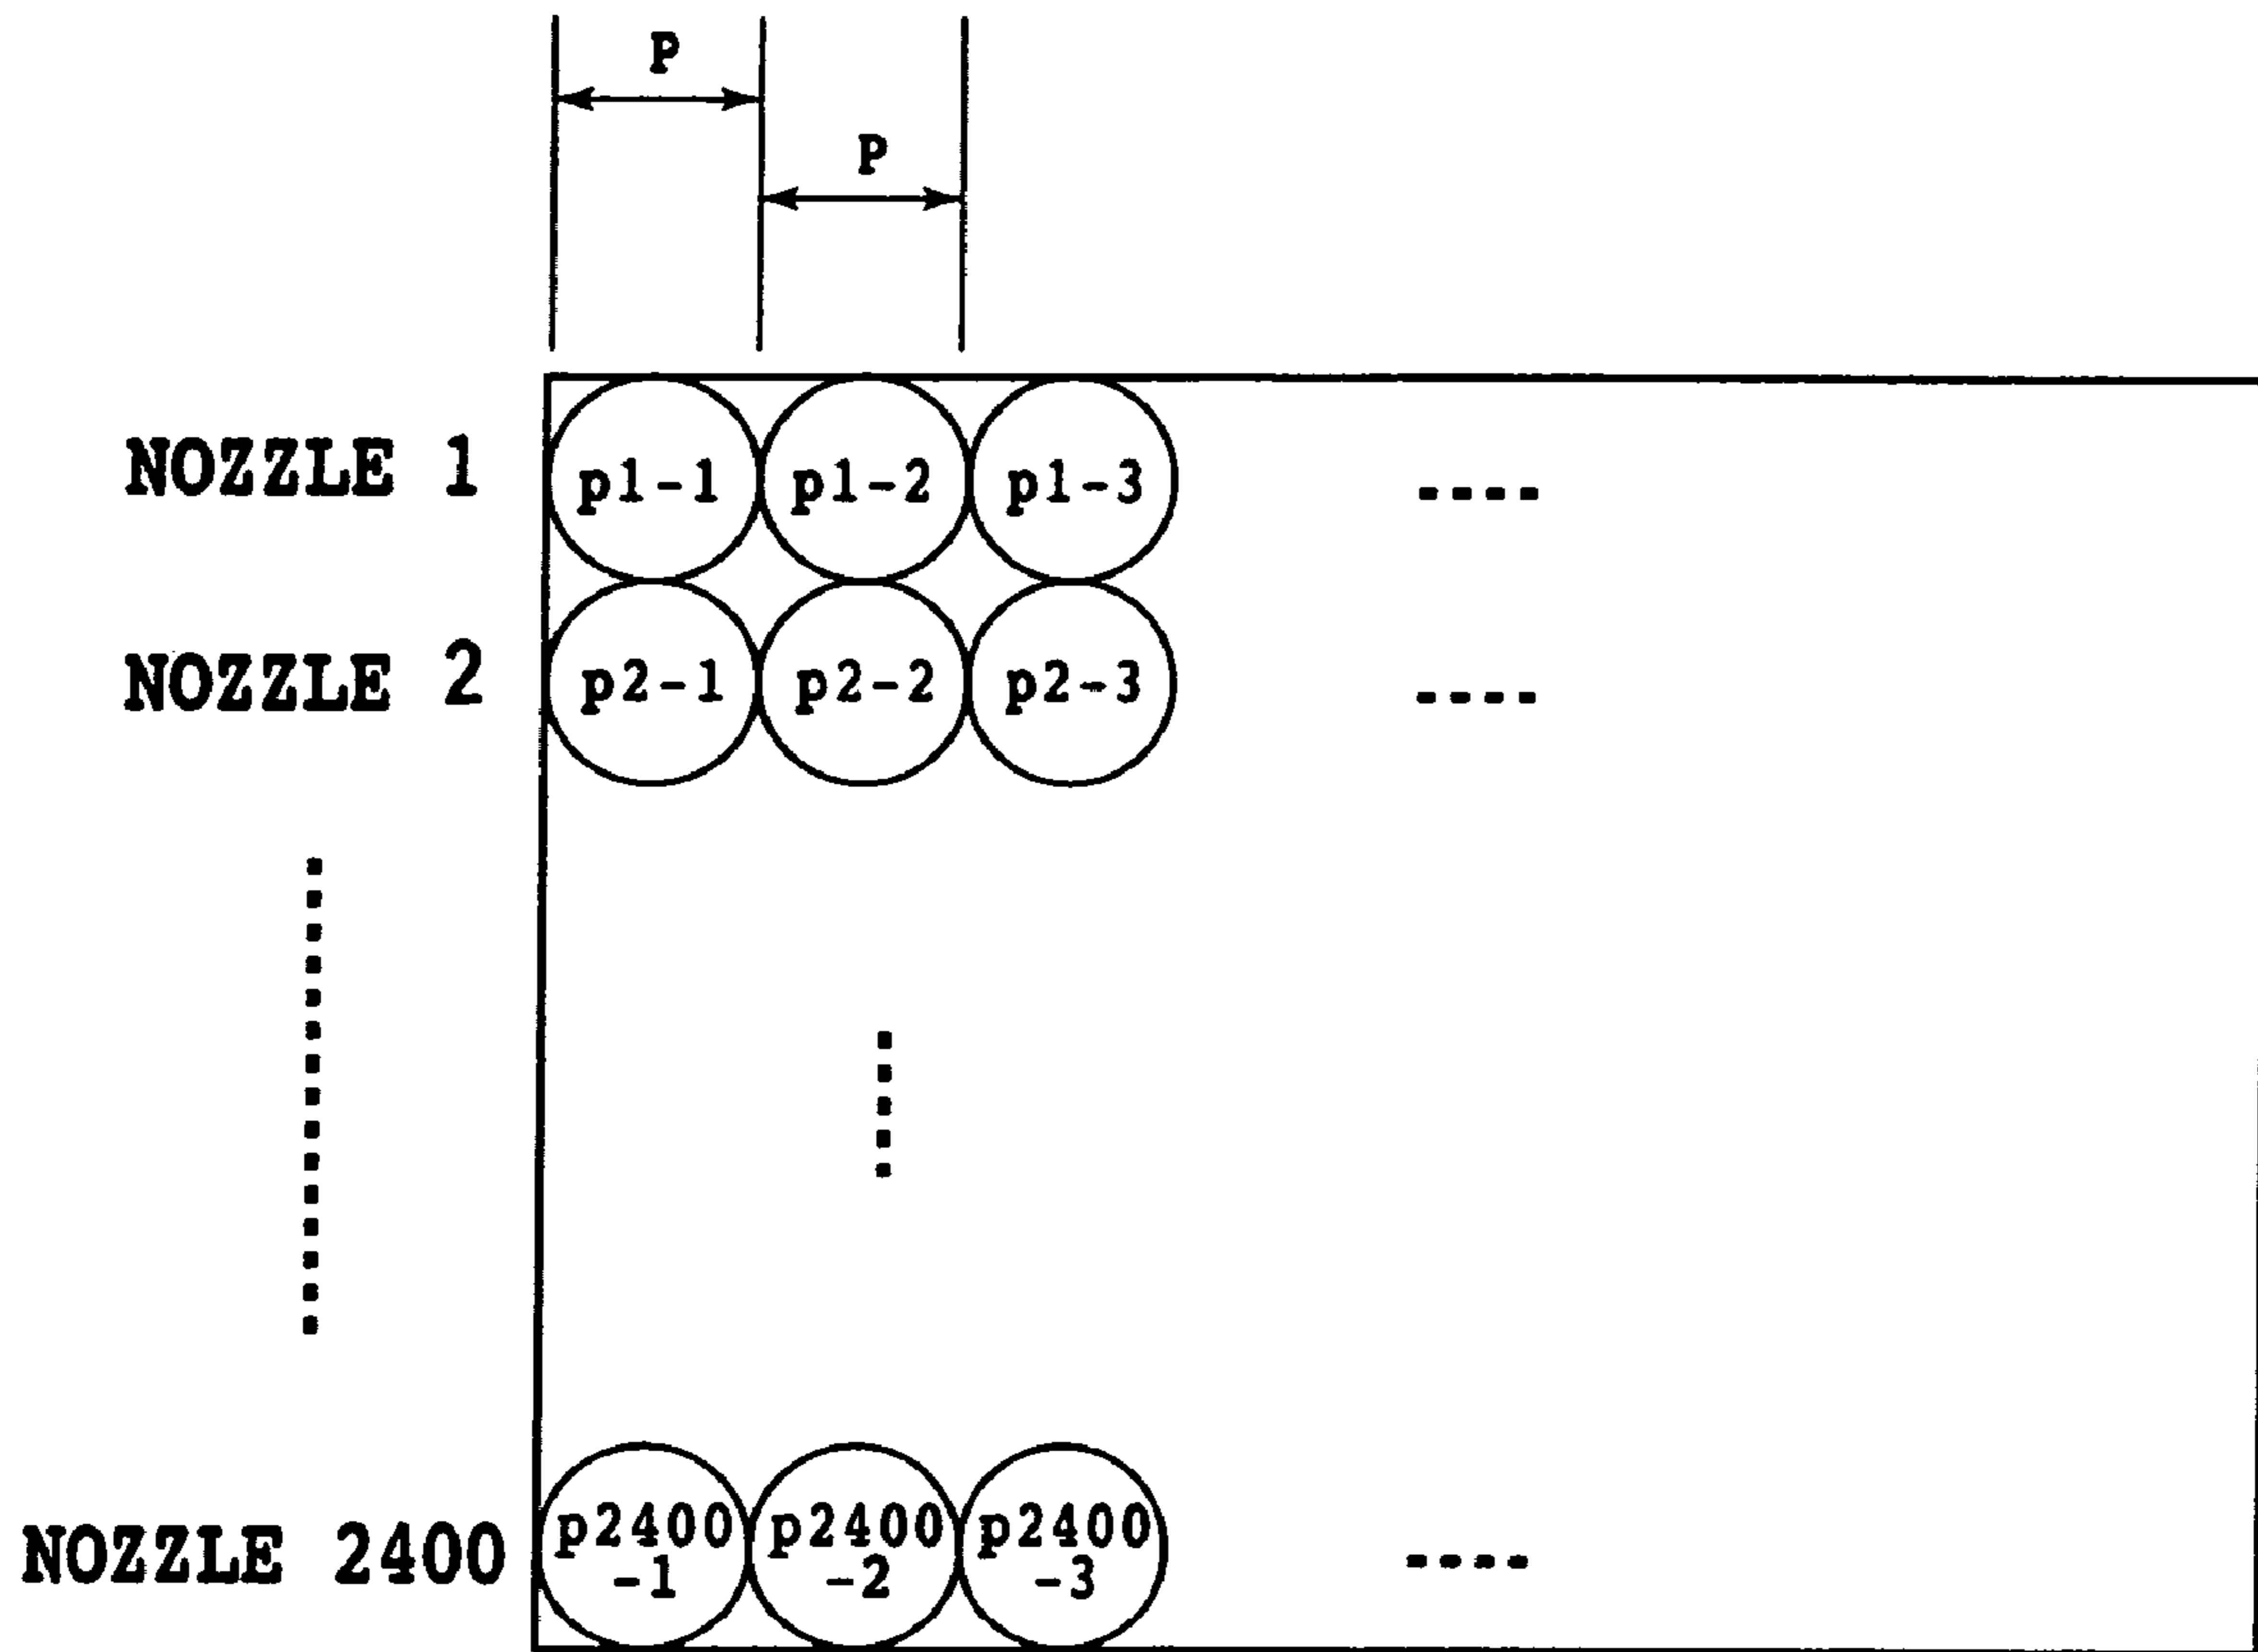 P
P
NOZZLE 1 p1-1 p1-2 p1-3 ----
NOZZLE 2 p2-1 p2-2 p2-3 ----
NOZZLE 2400 p2400-1 p2400-2 p2400-3 ----